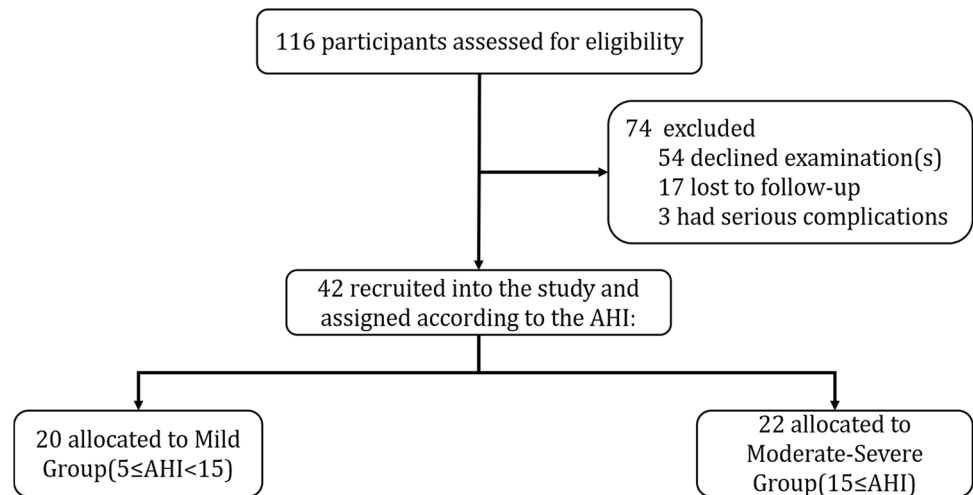 116 participants assessed for eligibility
74 excluded
54 declined examination(s)
17 lost to follow-up
3 had serious complications
42 recruited into the study and
assigned according to the AHI:
20 allocated to Mild
Group(5≤AHI<15)
22 allocated to
Moderate-Severe
Group(15≤AHI)